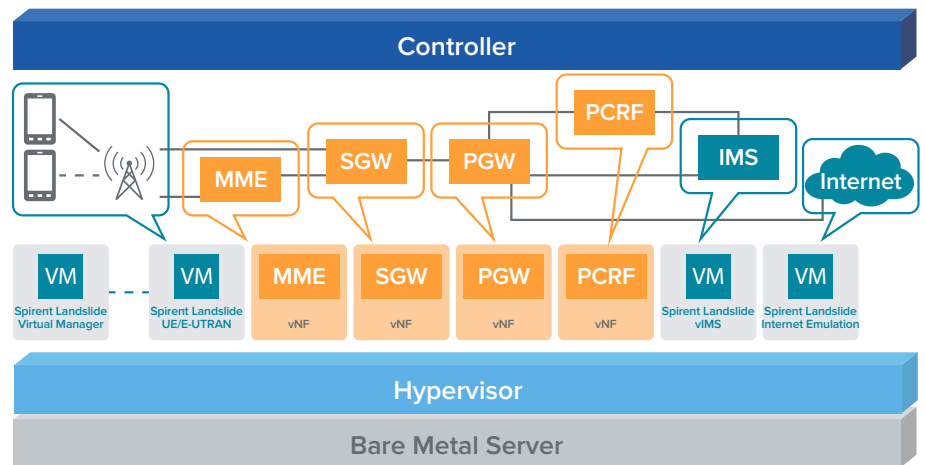 Controller
PCRF
SGW
PGW
IMS
MME
Internet
VM
Spirent Landslide
Virtual Manager
VM
Spirent Landslide
UE/E-UTRAN
MME
vNF
SGW
vNF
PGW
vNF
PCRF
vNF
VM
Spirent Landslide
vIMS
VM
Spirent Landslide
Internet Emulation
Hypervisor
Bare Metal Server